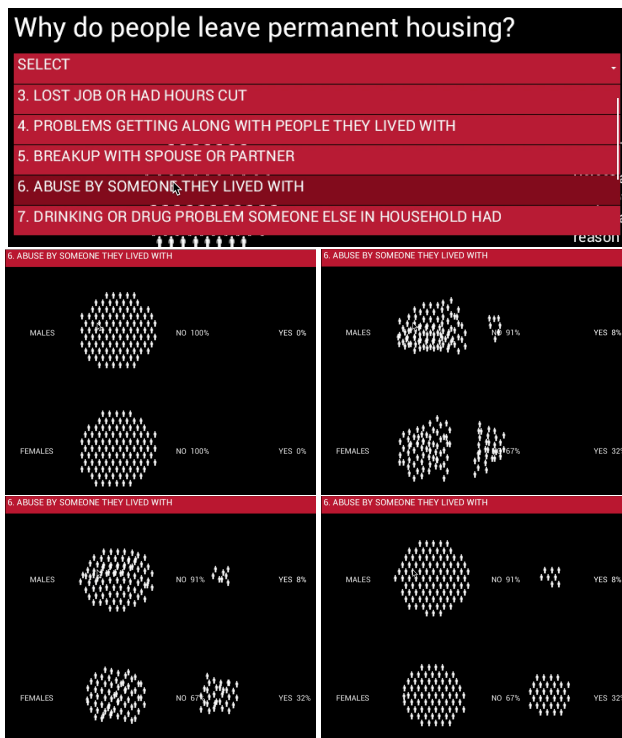 Why do people leave permanent housing?
SELECT
3. LOST JOB OR HAD HOURS CUT
4. PROBLEMS GETTING ALONG WITH PEOPLE THEY LIVED WITH
5. BREAKUP WITH SPOUSE OR PARTNER
6. ABUSE BY SOMEONE THEY LIVED WITH
7. DRINKING OR DRUG PROBLEM SOMEONE ELSE IN HOUSEHOLD HAD
reason
6. ABUSE BY SOMEONE THEY LIVED WITH
MALES NO 100% YES 0%
FEMALES NO 100% YES 0%
6. ABUSE BY SOMEONE THEY LIVED WITH
MALES NO 91% YES 8%
FEMALES NO 67% YES 32%
6. ABUSE BY SOMEONE THEY LIVED WITH
MALES NO 91% YES 8%
FEMALES NO 67% YES 32%
6. ABUSE BY SOMEONE THEY LIVED WITH
MALES NO 91% YES 8%
FEMALES NO 67% YES 32%